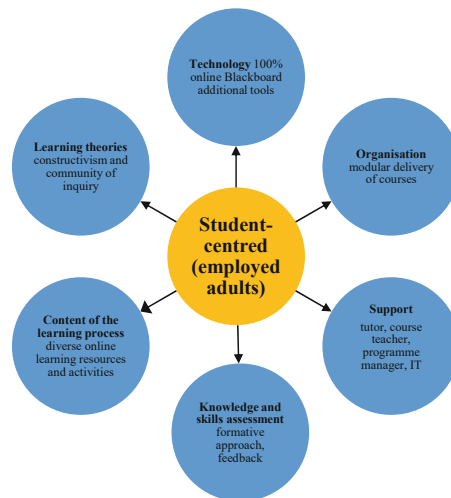 Technology 100%
online Blackboard
additional tools
Learning theories
constructivism and
community of
inquiry
Organisation
modular delivery
of courses
Student-
centred
(employed
adults)
Content of the
learning process
diverse online
learning resources
and activities
Support
tutor, course
teacher,
programme
manager, IT
Knowledge and
skills assessment
formative
approach,
feedback